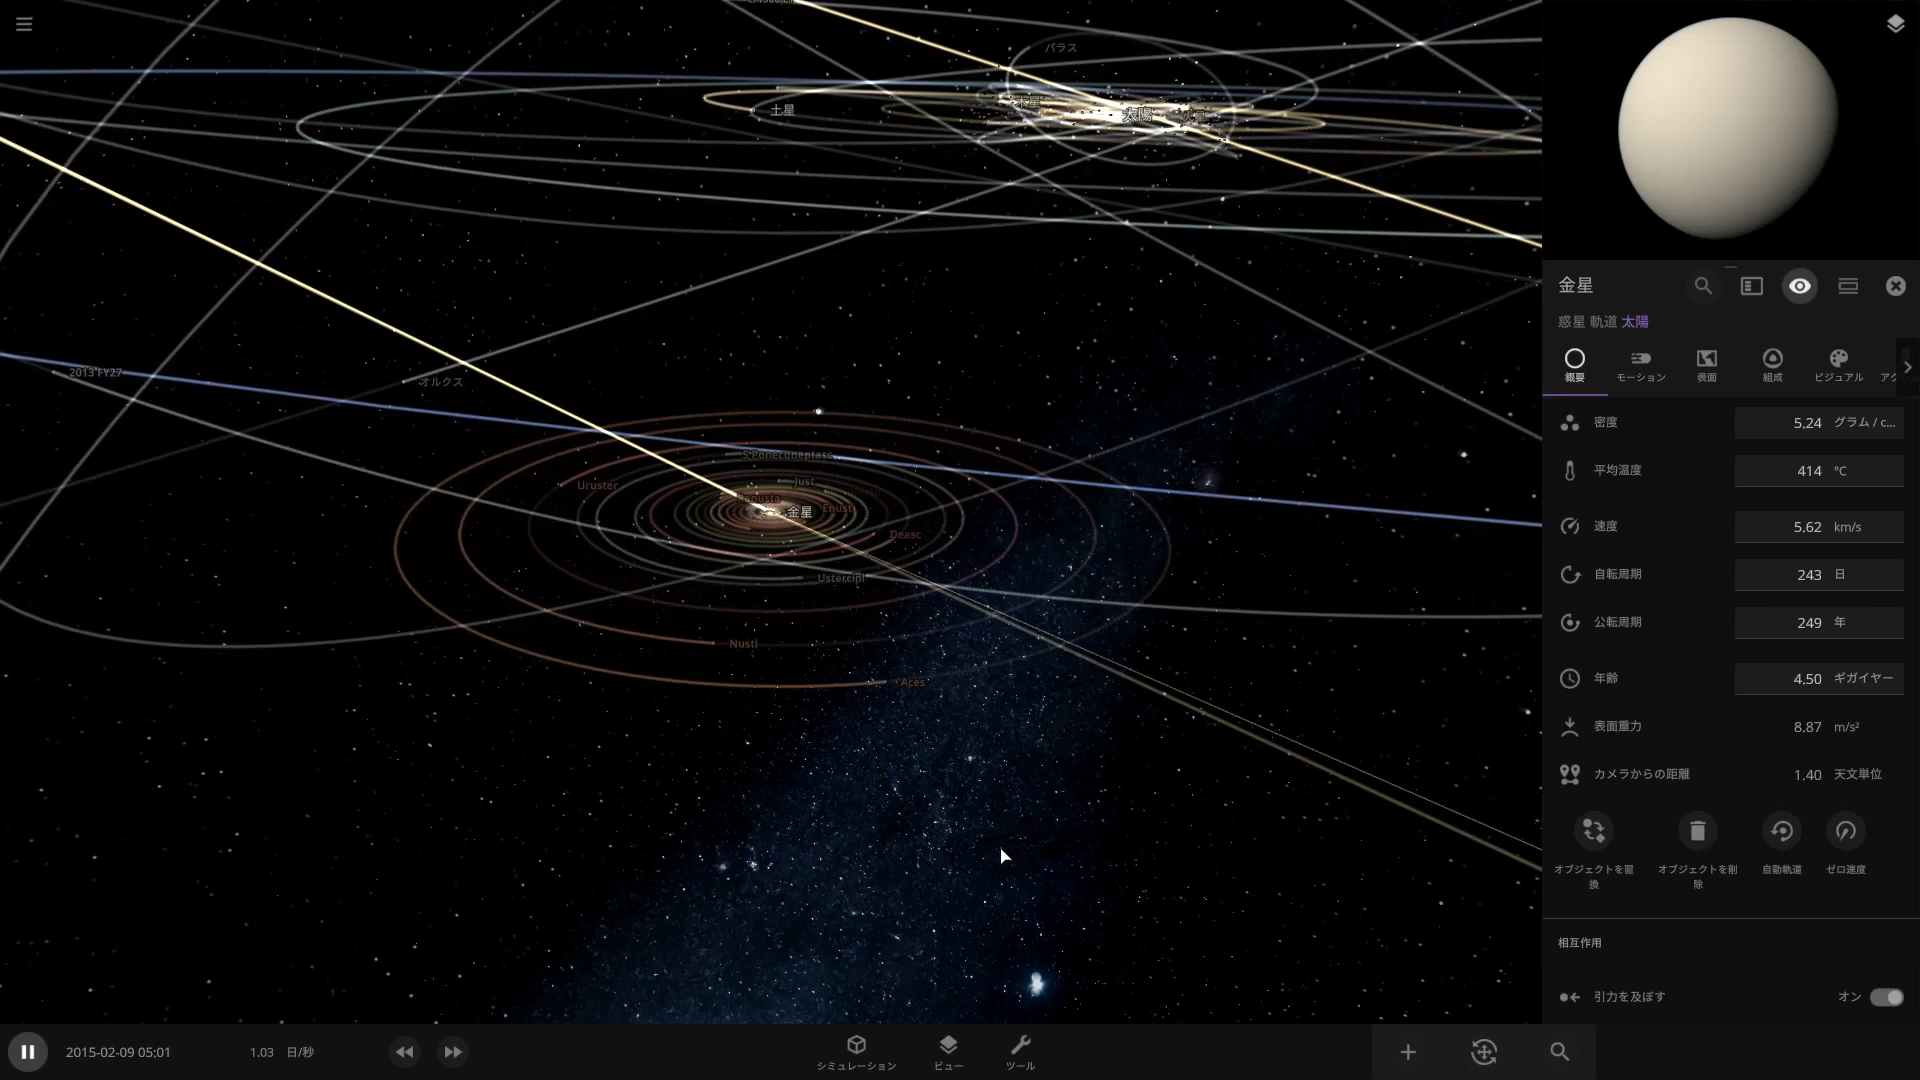 パラス
土星
木星
太陽
2013 FY27
オルクス
S Ponecuneptasc
Just
Uruster
金星
Enust
Deasc
Ustercipi
Nusti
Aces
金星
惑星 軌道 太陽
概要
モーション
表面
組成
ビジュアル
アク
密度 5.24 グラム / c...
平均温度 414 °C
速度 5.62 km/s
自転周期 243 日
公転周期 249 年
年齢 4.50 ギガイヤー
表面重力 8.87 m/s²
カメラからの距離 1.40 天文単位
オブジェクトを置
換
オブジェクトを削
除
自動軌道
ゼロ速度
相互作用
引力を及ぼす オン
2015-02-09 05:01
1.03 日/秒
シミュレーション
ビュー
ツール